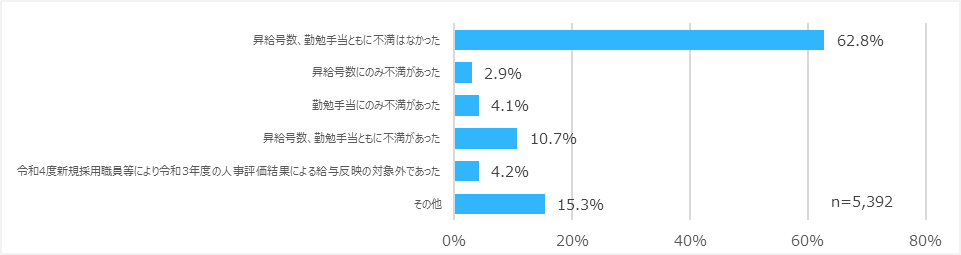 昇給号数、勤勉手当ともに不満はなかった 62.8%
昇給号数にのみ不満があった 2.9%
勤勉手当にのみ不満があった 4.1%
昇給号数、勤勉手当ともに不満があった 10.7%
令和4度新規採用職員等により令和3年度の人事評価結果による給与反映の対象外であった 4.2%
その他 15.3%
n=5,392
0% 20% 40% 60% 80%